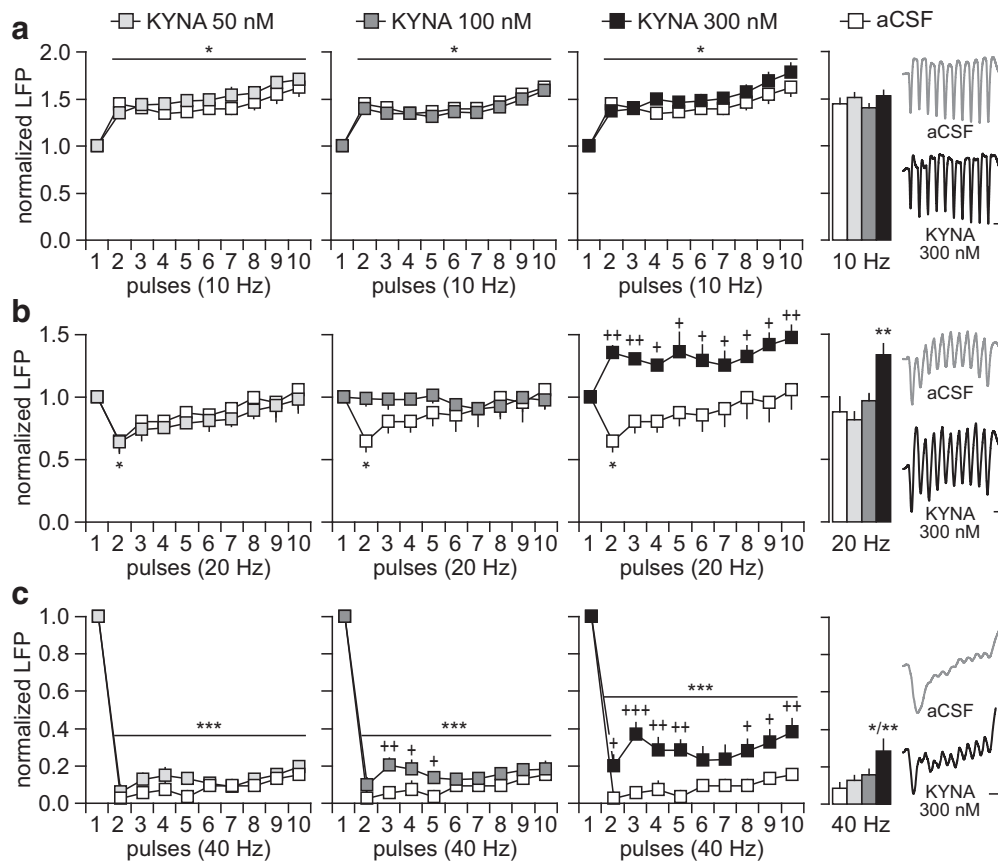 KYNA 50 nM
KYNA 100 nM
KYNA 300 nM
aCSF
a
normalized LFP
2.0
1.5
1.0
0.5
0.0
*
*
*
1 2 3 4 5 6 7 8 9 10
1 2 3 4 5 6 7 8 9 10
1 2 3 4 5 6 7 8 9 10
pulses (10 Hz)
pulses (10 Hz)
pulses (10 Hz)
10 Hz
aCSF
KYNA
300 nM
b
normalized LFP
1.5
1.0
0.5
0.0
*
*
++ ++ + + + + + + ++
*
**
1 2 3 4 5 6 7 8 9 10
1 2 3 4 5 6 7 8 9 10
1 2 3 4 5 6 7 8 9 10
pulses (20 Hz)
pulses (20 Hz)
pulses (20 Hz)
20 Hz
aCSF
KYNA
300 nM
c
normalized LFP
1.0
0.8
0.6
0.4
0.2
0.0
***
***
++ + +
***
+ +++ ++ ++ + + ++
*/**
1 2 3 4 5 6 7 8 9 10
1 2 3 4 5 6 7 8 9 10
1 2 3 4 5 6 7 8 9 10
pulses (40 Hz)
pulses (40 Hz)
pulses (40 Hz)
40 Hz
aCSF
KYNA
300 nM